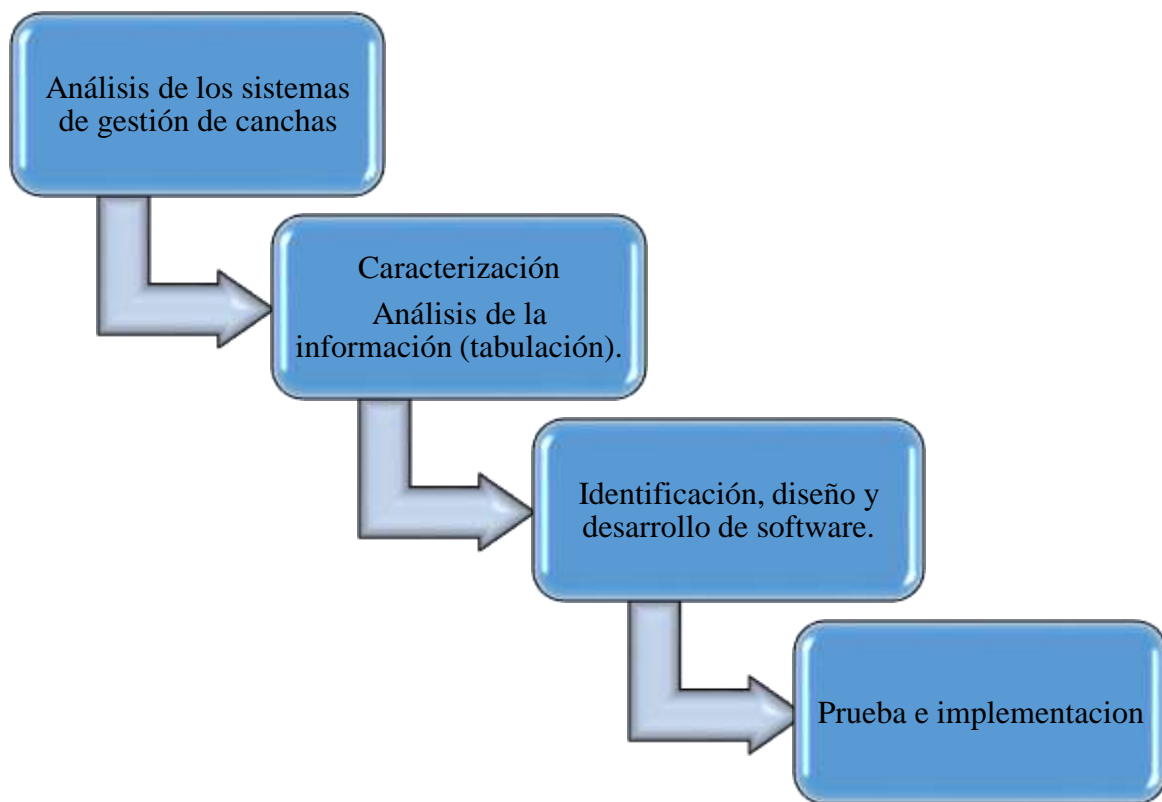 Análisis de los sistemas
de gestión de canchas
Caracterización
Análisis de la
información (tabulación).
Identificación, diseño y
desarrollo de software.
Prueba e implementacion